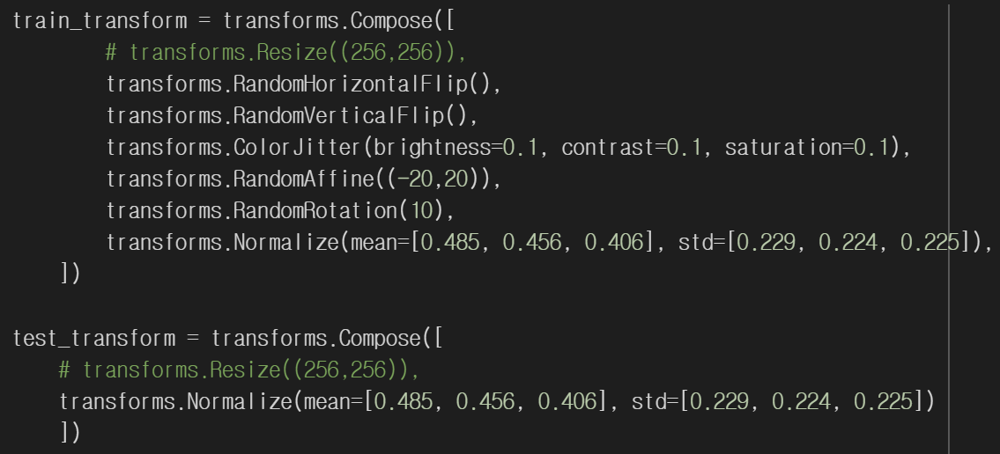 train_transform = transforms.Compose([
        # transforms.Resize((256,256)),
        transforms.RandomHorizontalFlip(),
        transforms.RandomVerticalFlip(),
        transforms.ColorJitter(brightness=0.1, contrast=0.1, saturation=0.1),
        transforms.RandomAffine((-20,20)),
        transforms.RandomRotation(10),
        transforms.Normalize(mean=[0.485, 0.456, 0.406], std=[0.229, 0.224, 0.225]),
    ])

test_transform = transforms.Compose([
    # transforms.Resize((256,256)),
    transforms.Normalize(mean=[0.485, 0.456, 0.406], std=[0.229, 0.224, 0.225])
    ])